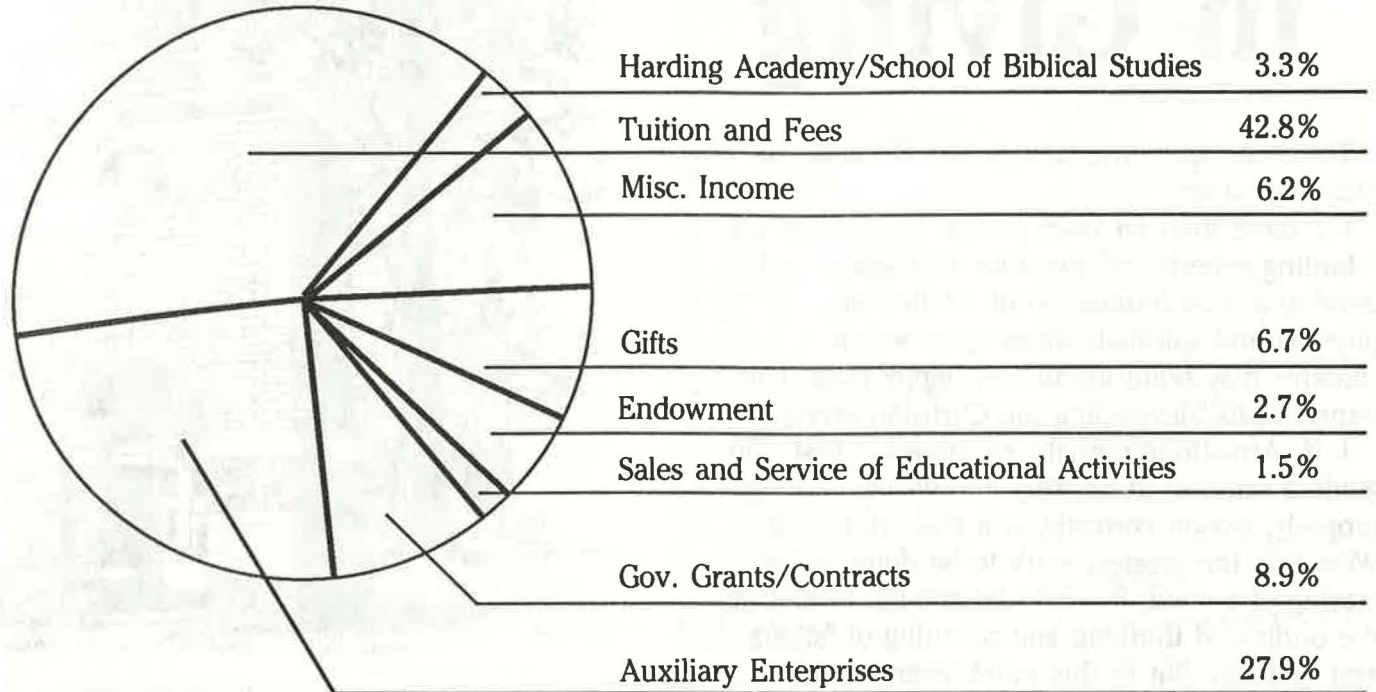 Harding Academy/School of Biblical Studies 3.3%
Tuition and Fees 42.8%
Misc. Income 6.2%
Gifts 6.7%
Endowment 2.7%
Sales and Service of Educational Activities 1.5%
Gov. Grants/Contracts 8.9%
Auxiliary Enterprises 27.9%